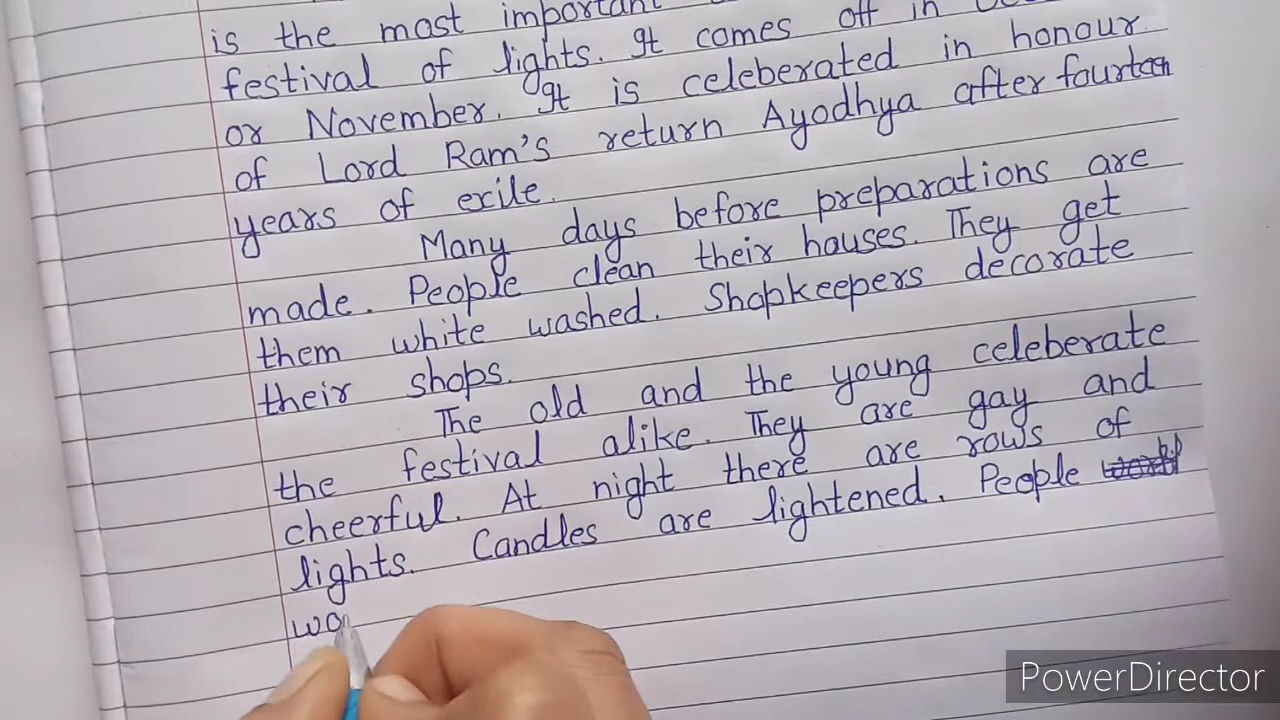 is the most important
festival of lights. It comes off in
or November. It is celeberated in honour
of Lord Ram's return Ayodhya after fourteen
years of exile.
Many days before preparations are
made. People clean their houses. They get
them white washed. Shopkeepers decorate
their shops.
The old and the young celeberate
the festival alike. They are gay and
cheerful. At night there are rows of
lights. Candles are lightened. People
wo
PowerDirector